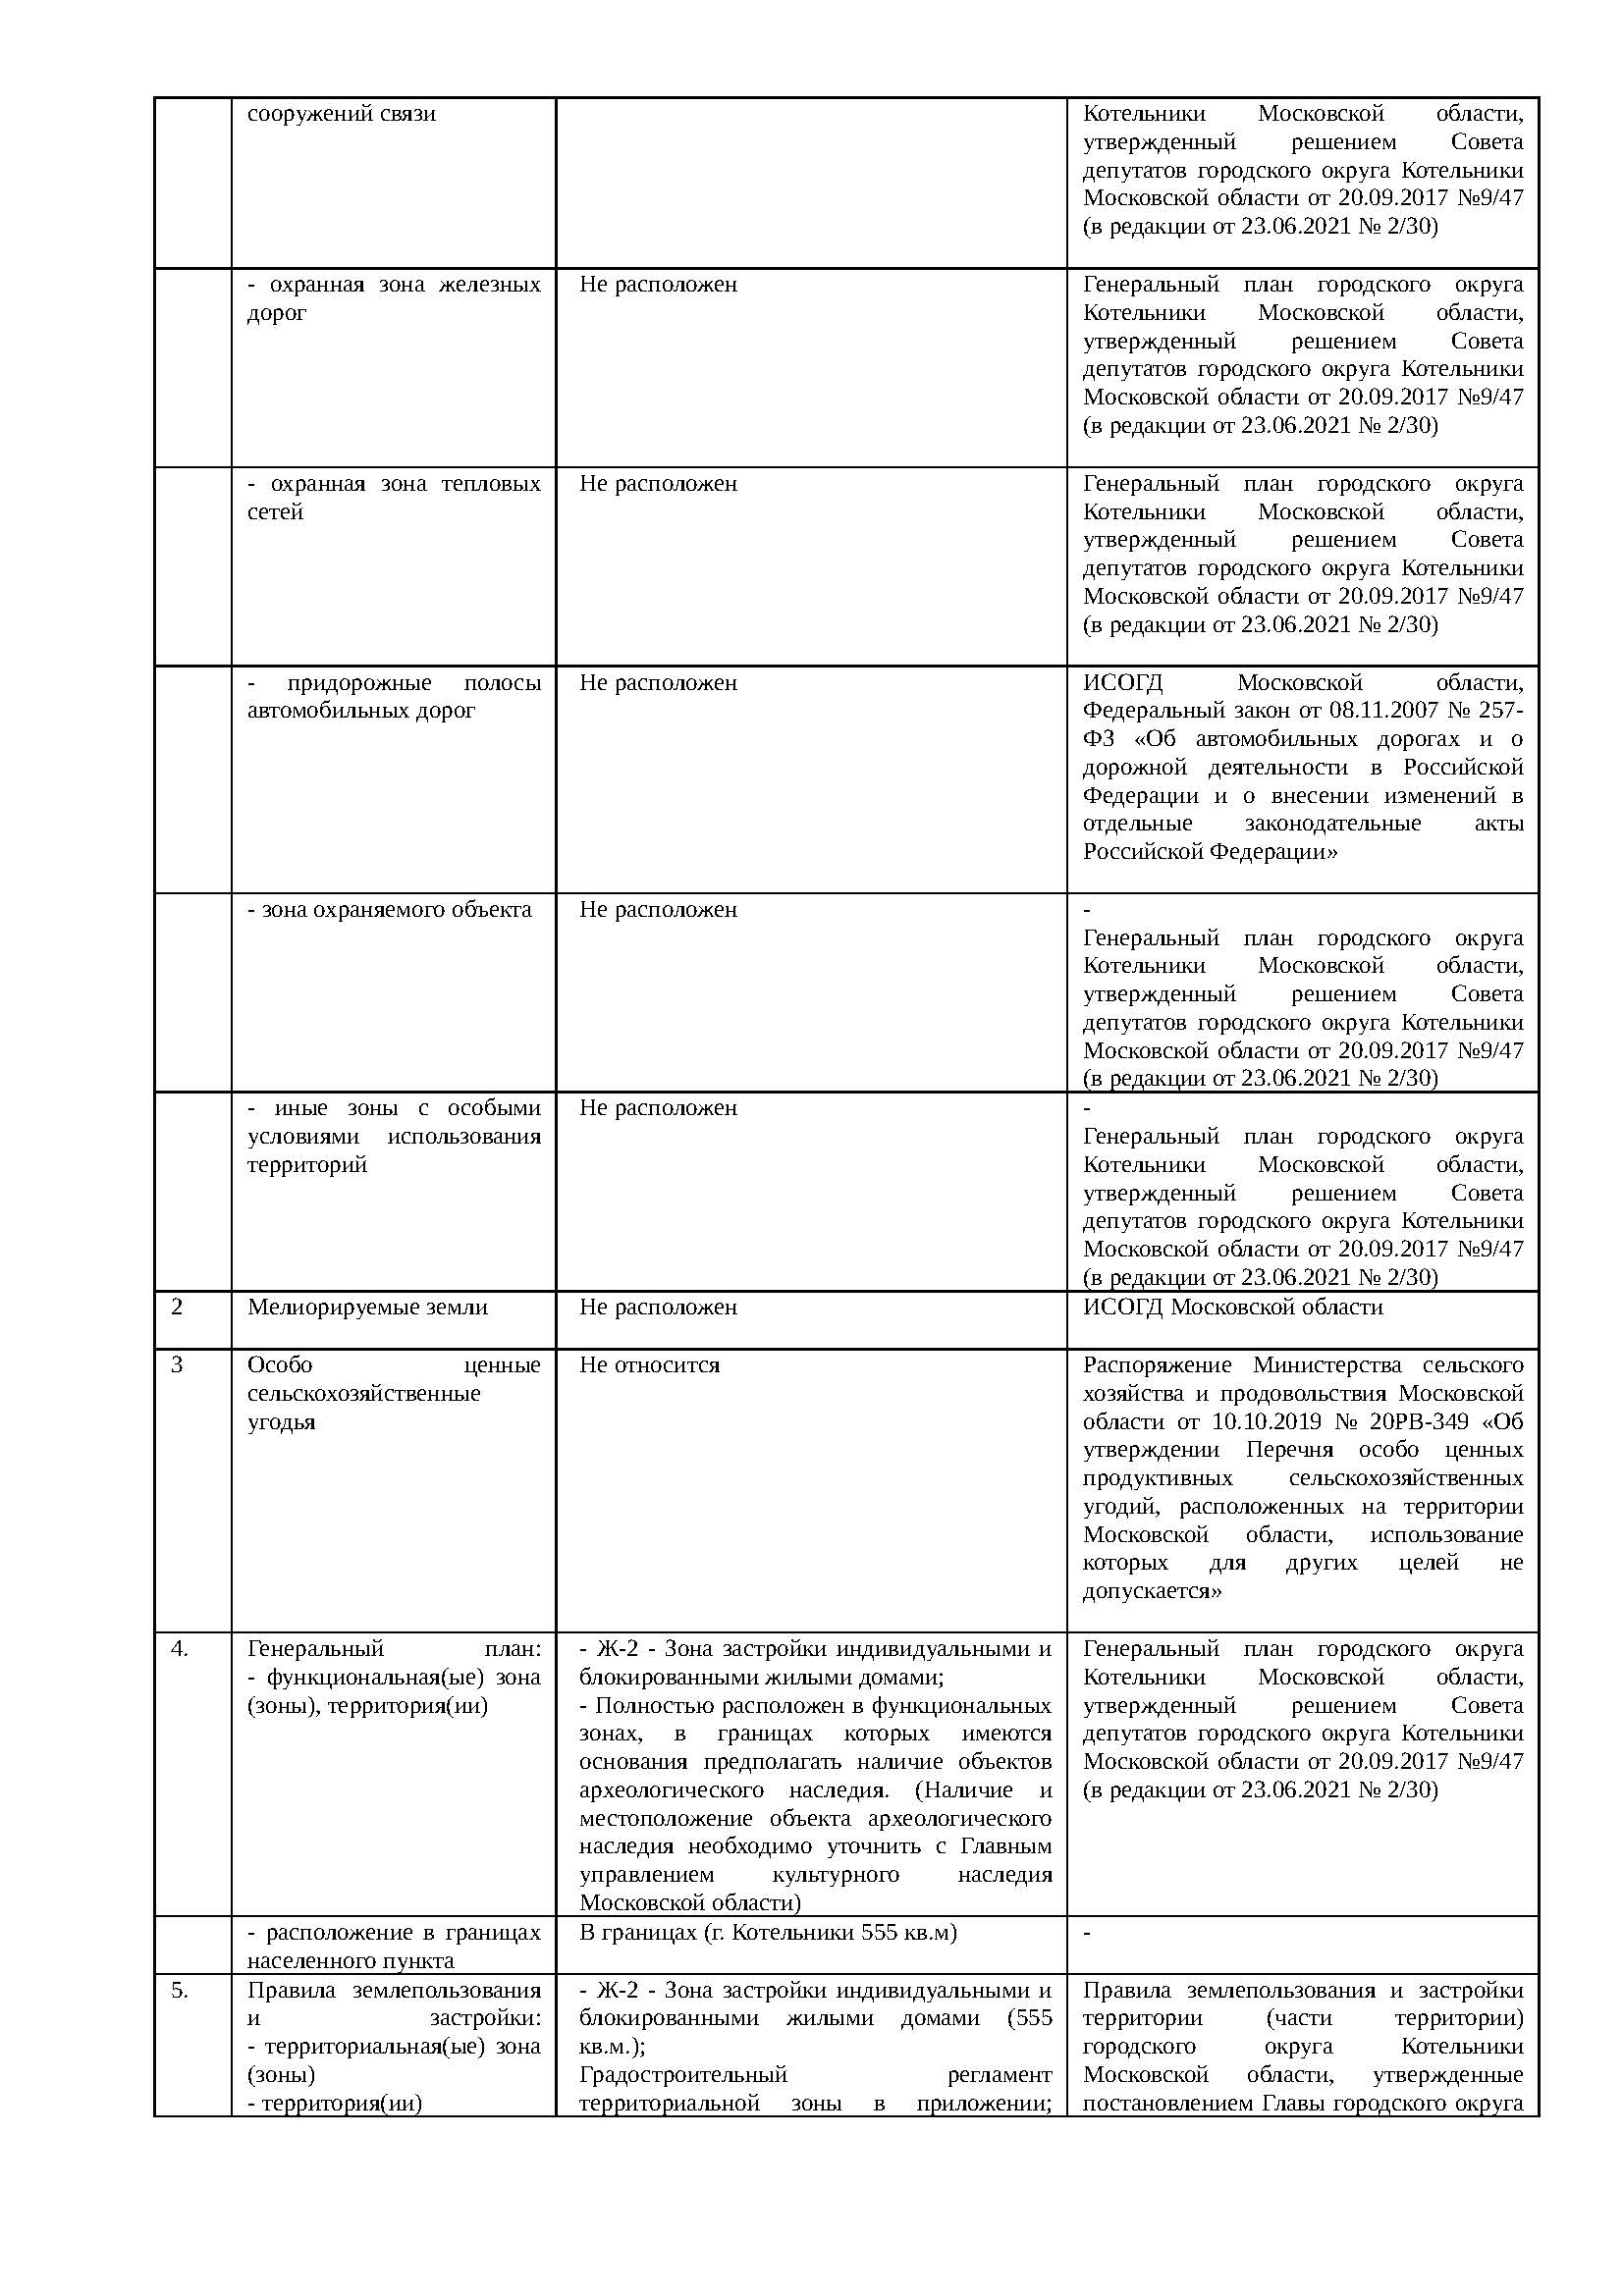 сооружений связи
Котельники Московской области,
утвержденный решением Совета
депутатов городского округа Котельники
Московской области от 20.09.2017 №9/47
(в редакции от 23.06.2021 № 2/30)
- охранная зона железных
дорог
Не расположен
Генеральный план городского округа
Котельники Московской области,
утвержденный решением Совета
депутатов городского округа Котельники
Московской области от 20.09.2017 №9/47
(в редакции от 23.06.2021 № 2/30)
- охранная зона тепловых
сетей
Не расположен
Генеральный план городского округа
Котельники Московской области,
утвержденный решением Совета
депутатов городского округа Котельники
Московской области от 20.09.2017 №9/47
(в редакции от 23.06.2021 № 2/30)
- придорожные полосы
автомобильных дорог
Не расположен
ИСОГД Московской области,
Федеральный закон от 08.11.2007 № 257-
ФЗ «Об автомобильных дорогах и о
дорожной деятельности в Российской
Федерации и о внесении изменений в
отдельные законодательные акты
Российской Федерации»
- зона охраняемого объекта
Не расположен
-
Генеральный план городского округа
Котельники Московской области,
утвержденный решением Совета
депутатов городского округа Котельники
Московской области от 20.09.2017 №9/47
(в редакции от 23.06.2021 № 2/30)
- иные зоны с особыми
условиями использования
территорий
Не расположен
-
Генеральный план городского округа
Котельники Московской области,
утвержденный решением Совета
депутатов городского округа Котельники
Московской области от 20.09.2017 №9/47
(в редакции от 23.06.2021 № 2/30)
2
Мелиорируемые земли
Не расположен
ИСОГД Московской области
3
Особо ценные
сельскохозяйственные
угодья
Не относится
Распоряжение Министерства сельского
хозяйства и продовольствия Московской
области от 10.10.2019 № 20РВ-349 «Об
утверждении Перечня особо ценных
продуктивных сельскохозяйственных
угодий, расположенных на территории
Московской области, использование
которых для других целей не
допускается»
4.
Генеральный план:
- функциональная(ые) зона
(зоны), территория(ии)
- Ж-2 - Зона застройки индивидуальными и
блокированными жилыми домами;
- Полностью расположен в функциональных
зонах, в границах которых имеются
основания предполагать наличие объектов
археологического наследия. (Наличие и
местоположение объекта археологического
наследия необходимо уточнить с Главным
управлением культурного наследия
Московской области)
Генеральный план городского округа
Котельники Московской области,
утвержденный решением Совета
депутатов городского округа Котельники
Московской области от 20.09.2017 №9/47
(в редакции от 23.06.2021 № 2/30)
- расположение в границах
населенного пункта
В границах (г. Котельники 555 кв.м)
-
5.
Правила землепользования
и застройки:
- территориальная(ые) зона
(зоны)
- территория(ии)
- Ж-2 - Зона застройки индивидуальными и
блокированными жилыми домами (555
кв.м.);
Градостроительный регламент
территориальной зоны в приложении;
Правила землепользования и застройки
территории (части территории)
городского округа Котельники
Московской области, утвержденные
постановлением Главы городского округа